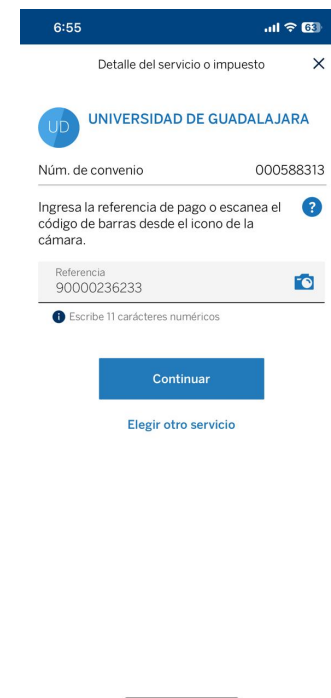 6:55
63
Detalle del servicio o impuesto
UD
UNIVERSIDAD DE GUADALAJARA
Núm. de convenio 000588313
Ingresa la referencia de pago o escanea el
código de barras desde el icono de la
cámara.
?
Referencia
90000236233
Escribe 11 carácteres numéricos
Continuar
Elegir otro servicio